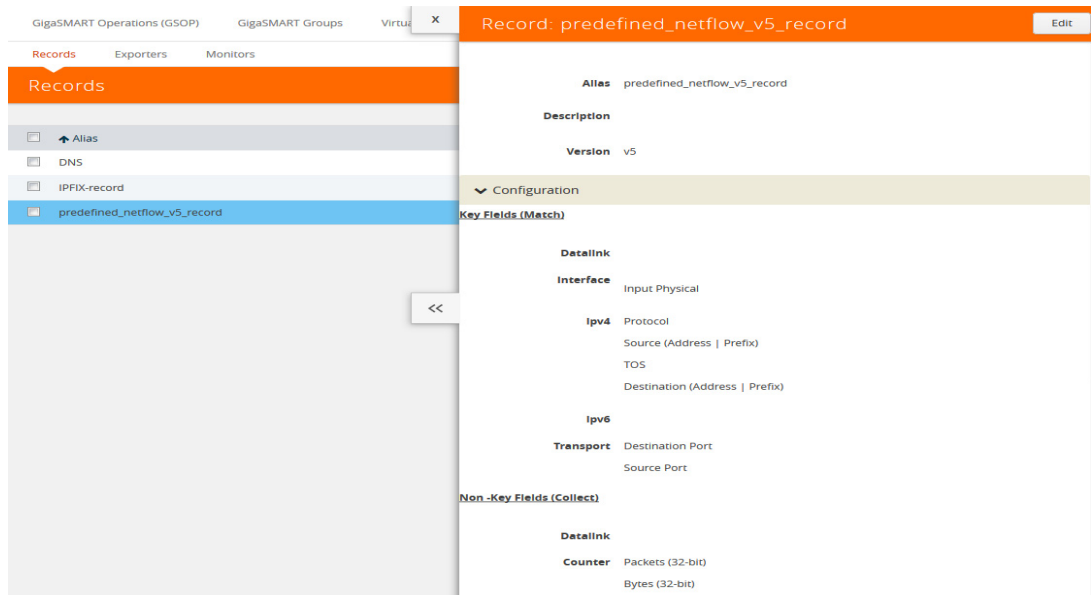 GigaSMART Operations (GSOP) GigaSMART Groups
x
Records Exporters Monitors
Records
Alias
DNS
IPFIX-record
predefined_netflow_v5_record
<<
Record: predefined_netflow_v5_record Edit
Alias predefined_netflow_v5_record
Description
Version v5
Configuration
Key Fields (Match)
Datalink
Interface Input Physical
Ipv4 Protocol
Source (Address | Prefix)
TOS
Destination (Address | Prefix)
Ipv6
Transport Destination Port
Source Port
Non -Key Fields (Collect)
Datalink
Counter Packets (32-bit)
Bytes (32-bit)